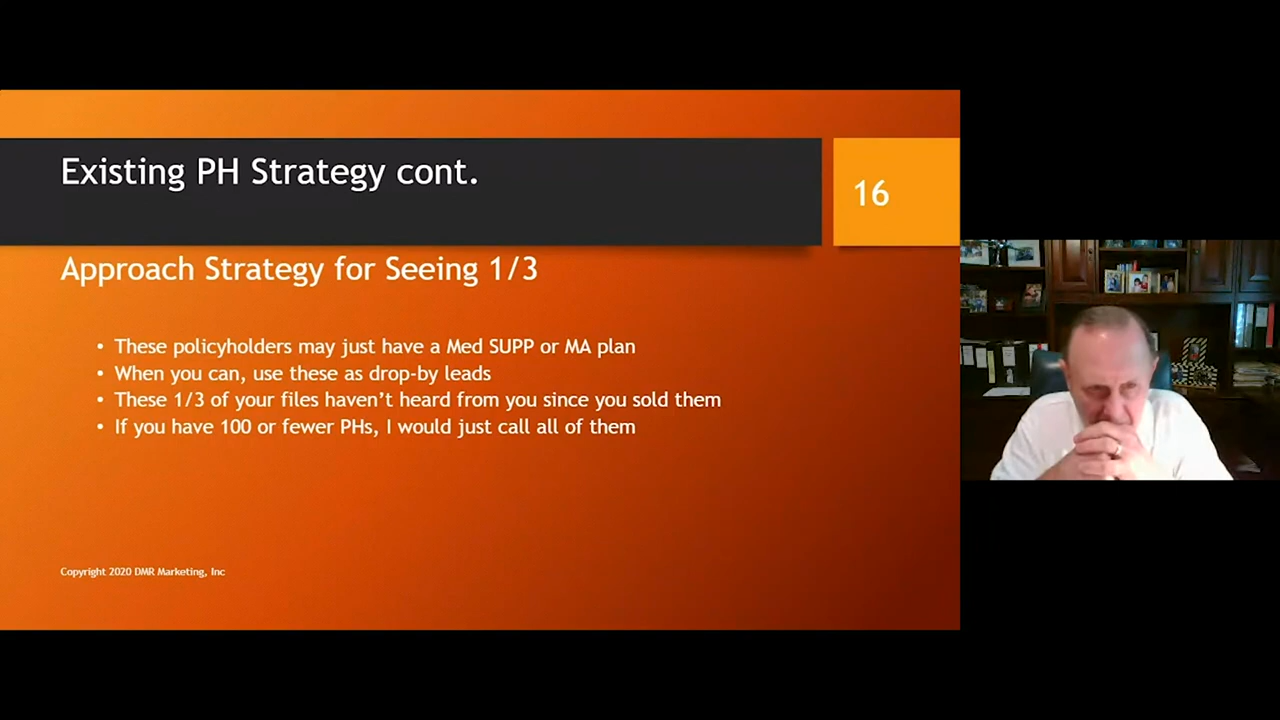 Existing PH Strategy cont.
16
Approach Strategy for Seeing 1/3
• These policyholders may just have a Med SUPP or MA plan
• When you can, use these as drop-by leads
• These 1/3 of your files haven’t heard from you since you sold them
• If you have 100 or fewer PHs, I would just call all of them
Copyright 2020 DMR Marketing, Inc